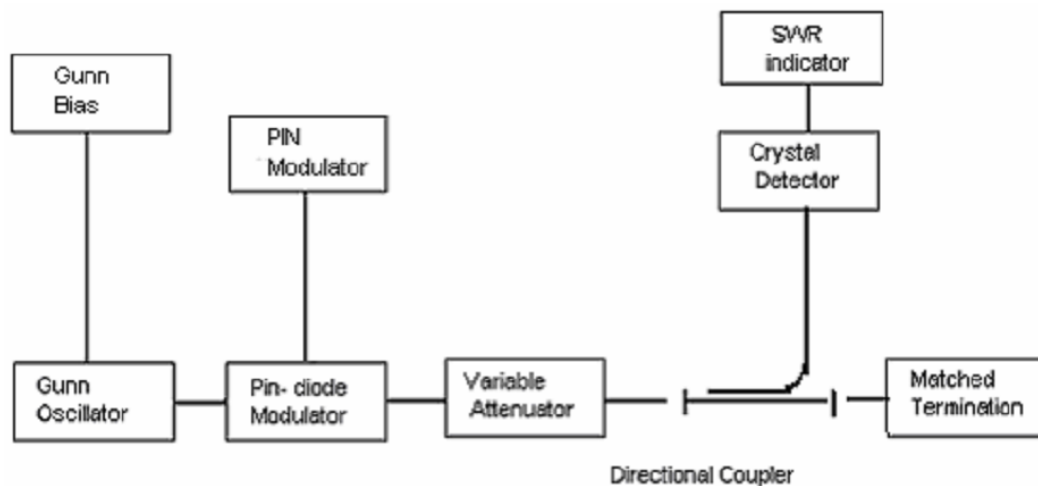 Gunn
Bias
PIN
Modulator
SWR
indicator
Crystal
Detector
Gunn
Oscillator
Pin- diode
Modulator
Variable
Attenuator
Matched
Termination
Directional Coupler